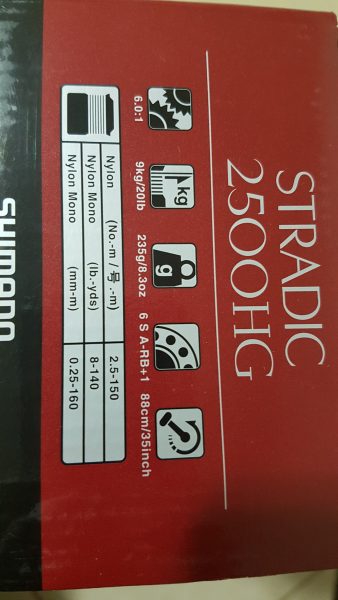 STRADIC
2500HG
kg
g
6.0:1
9kg/20lb
235g/8.3oz
6 S A-RB+1
88cm/35inch
Nylon (No.-m / 号.-m) 2.5-150
Nylon Mono (lb.-yds) 8-140
Nylon Mono (mm-m) 0.25-160
SHIMANO